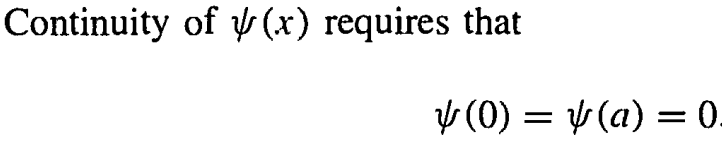 Continuity of ψ(x) requires that
ψ(0) = ψ(a) = 0.